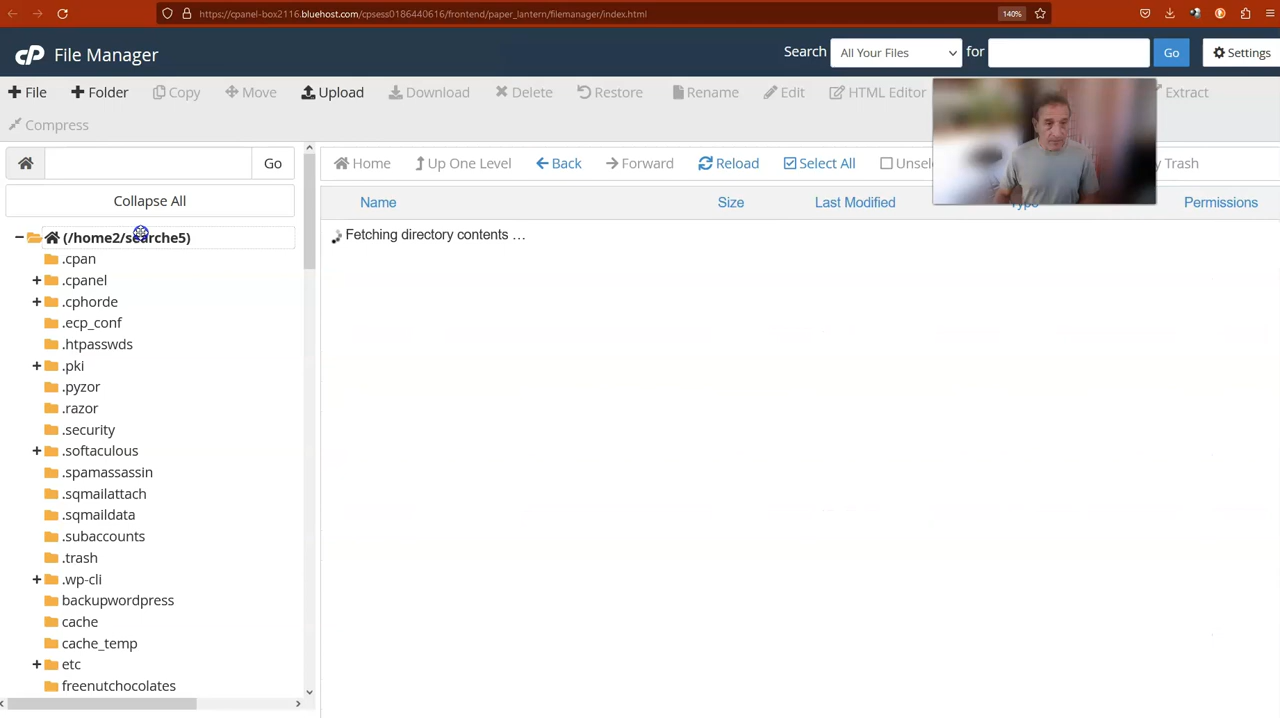 https://cpanel-box2116.bluehost.com/cpsess0186440616/frontend/paper_lantern/filemanager/index.html
140%
cP File Manager
Search All Your Files for Go Settings
File Folder Copy Move Upload Download Delete Restore Rename Edit HTML Editor Extract
Compress
Go
Home Up One Level Back Forward Reload Select All Trash
Collapse All
Name Size Last Modified Type Permissions
(/home2/searche5)
Fetching directory contents …
.cpan
.cpanel
.cphorde
.ecp_conf
.htpasswds
.pki
.pyzor
.razor
.security
.softaculous
.spamassassin
.sqmailattach
.sqmaildata
.subaccounts
.trash
.wp-cli
backupwordpress
cache
cache_temp
etc
freenutchocolates